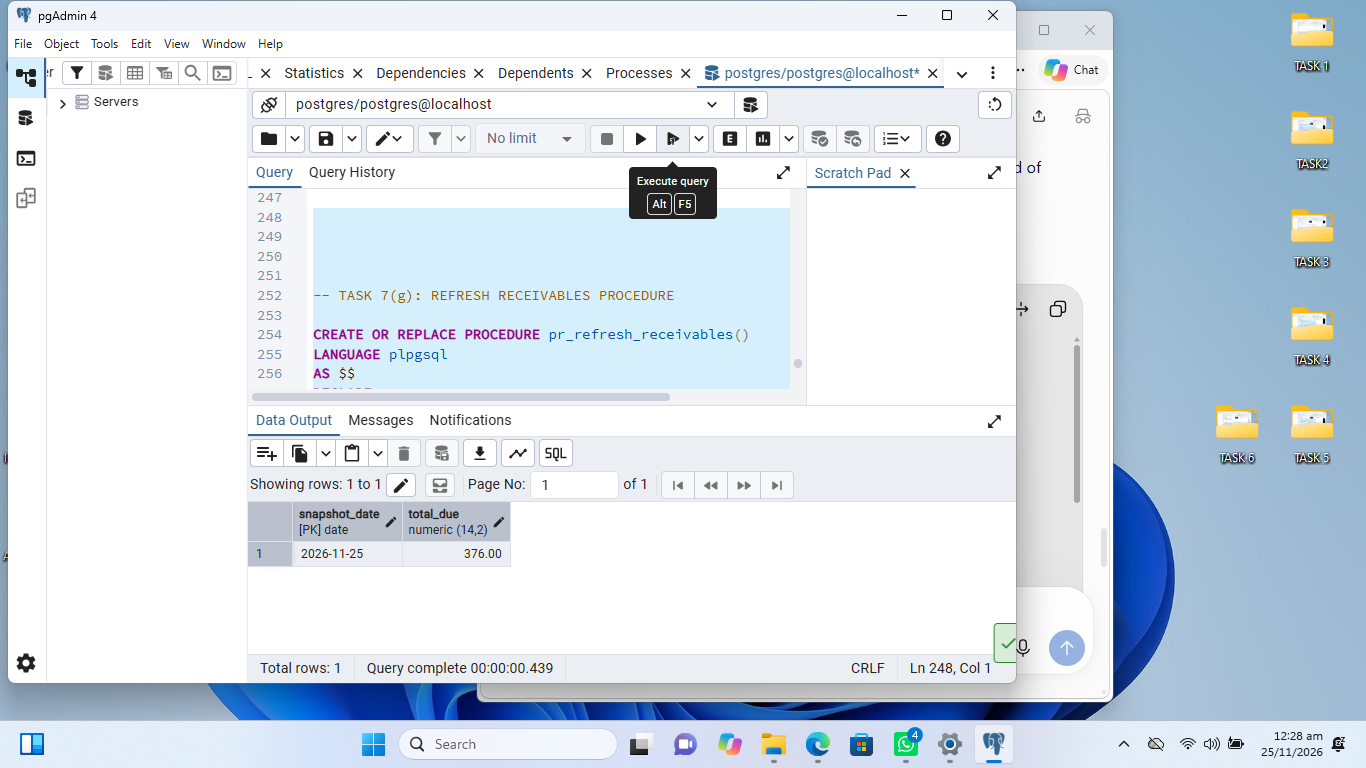 pgAdmin 4
File Object Tools Edit View Window Help
Statistics Dependencies Dependents Processes postgres/postgres@localhost*
Chat
Servers
postgres/postgres@localhost
No limit
Query Query History
Execute query
Alt F5
Scratch Pad
d of
247
248
249
250
251
252 -- TASK 7(g): REFRESH RECEIVABLES PROCEDURE
253
254 CREATE OR REPLACE PROCEDURE pr_refresh_receivables()
255 LANGUAGE plpgsql
256 AS $$
Data Output Messages Notifications
SQL
Showing rows: 1 to 1 Page No: 1 of 1
snapshot_date total_due
[PK] date numeric (14,2)
1 2026-11-25 376.00
Total rows: 1 Query complete 00:00:00.439 CRLF Ln 248, Col 1
TASK 1
TASK2
TASK 3
TASK 4
TASK 6 TASK 5
Search
4
12:28 am
25/11/2026